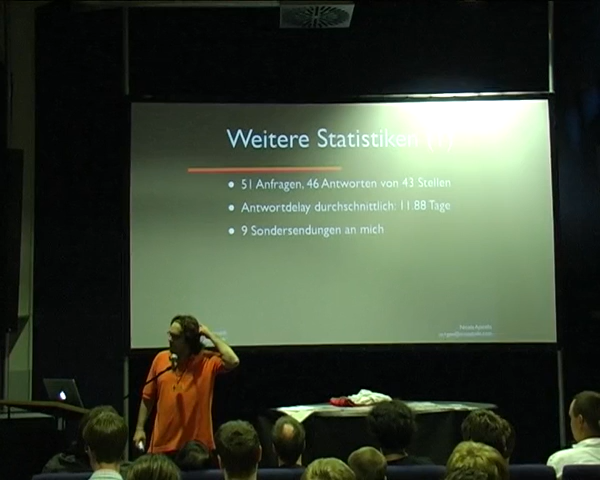 Weitere Statistiken
● 51 Anfragen, 46 Antworten von 43 Stellen
● Antwortdelay durchschnittlich: 11.88 Tage
● 9 Sondersendungen an mich